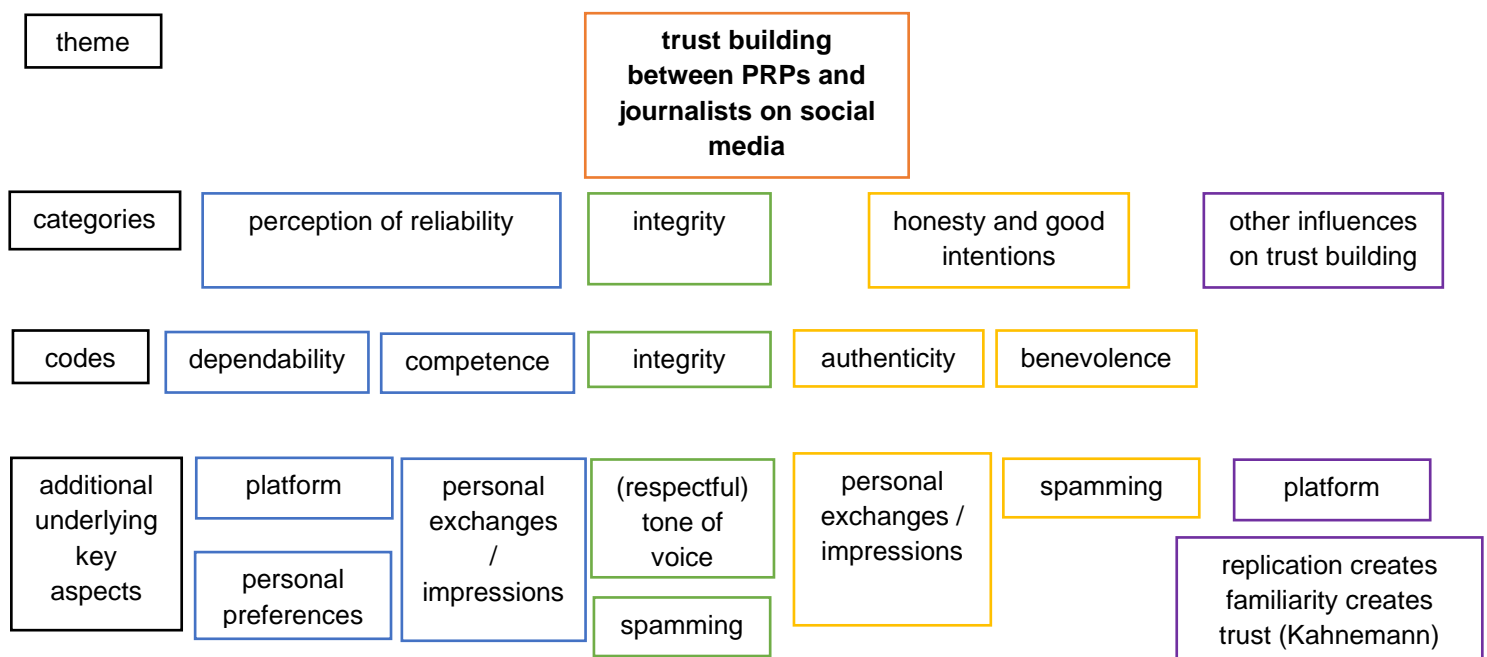 theme
trust building
between PRPs and
journalists on social
media
categories
perception of reliability
integrity
honesty and good
intentions
other influences
on trust building
codes
dependability
competence
integrity
authenticity
benevolence
additional
underlying
key
aspects
platform
personal
preferences
personal
exchanges
/
impressions
(respectful)
tone of
voice
spamming
personal
exchanges /
impressions
spamming
platform
replication creates
familiarity creates
trust (Kahnemann)